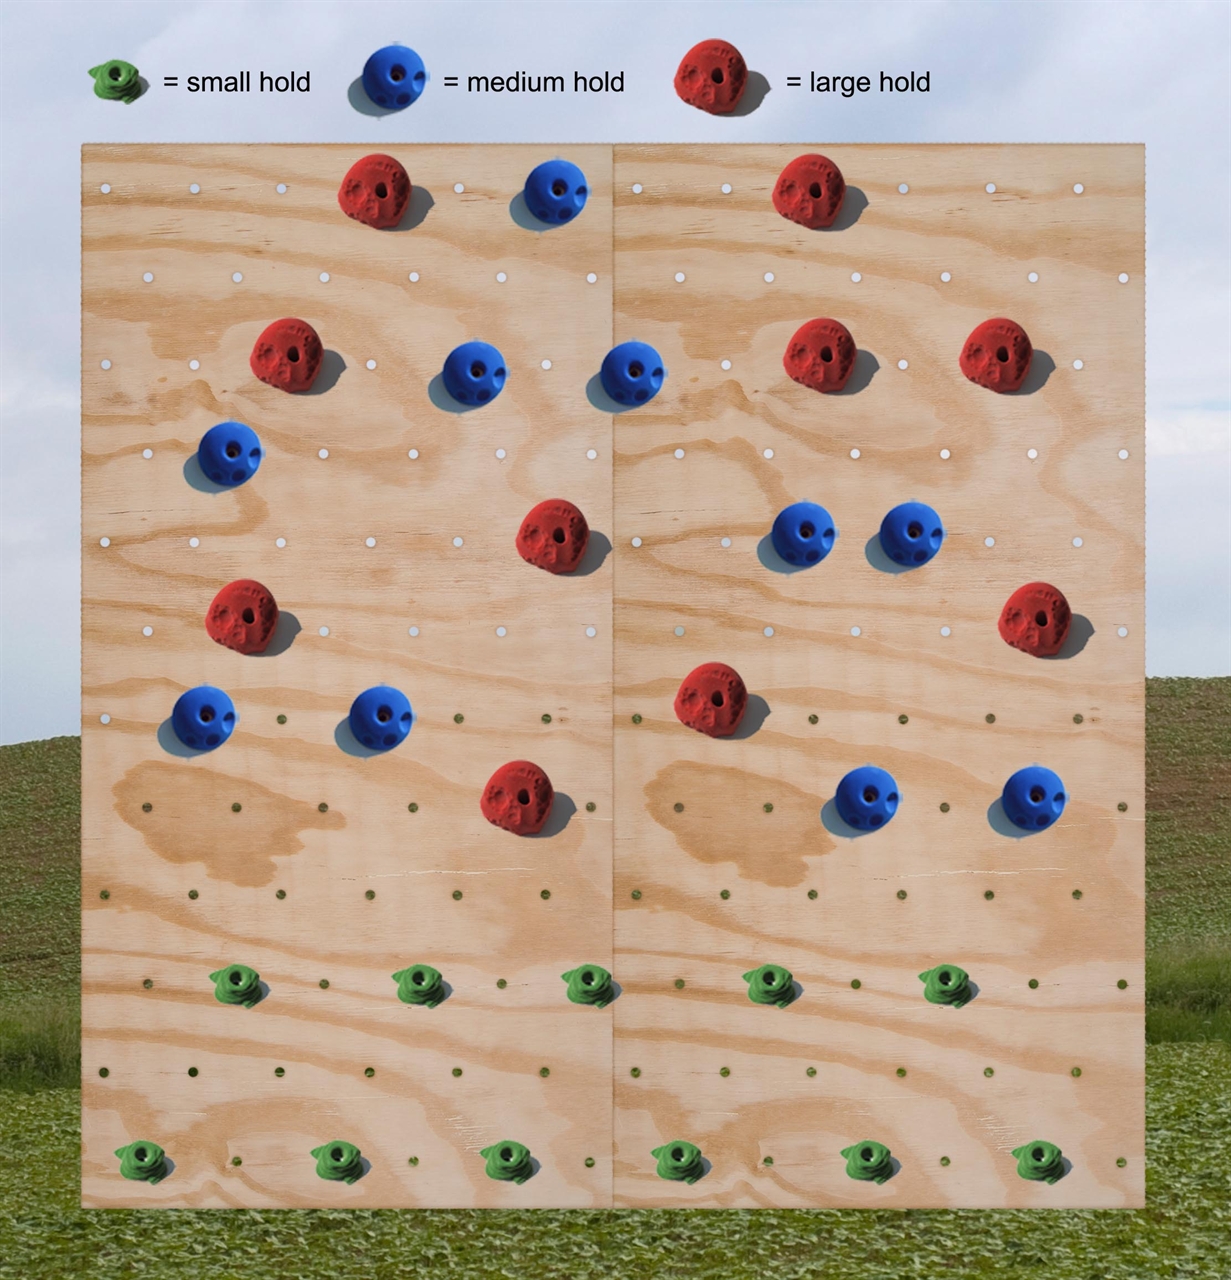 = small hold = medium hold = large hold